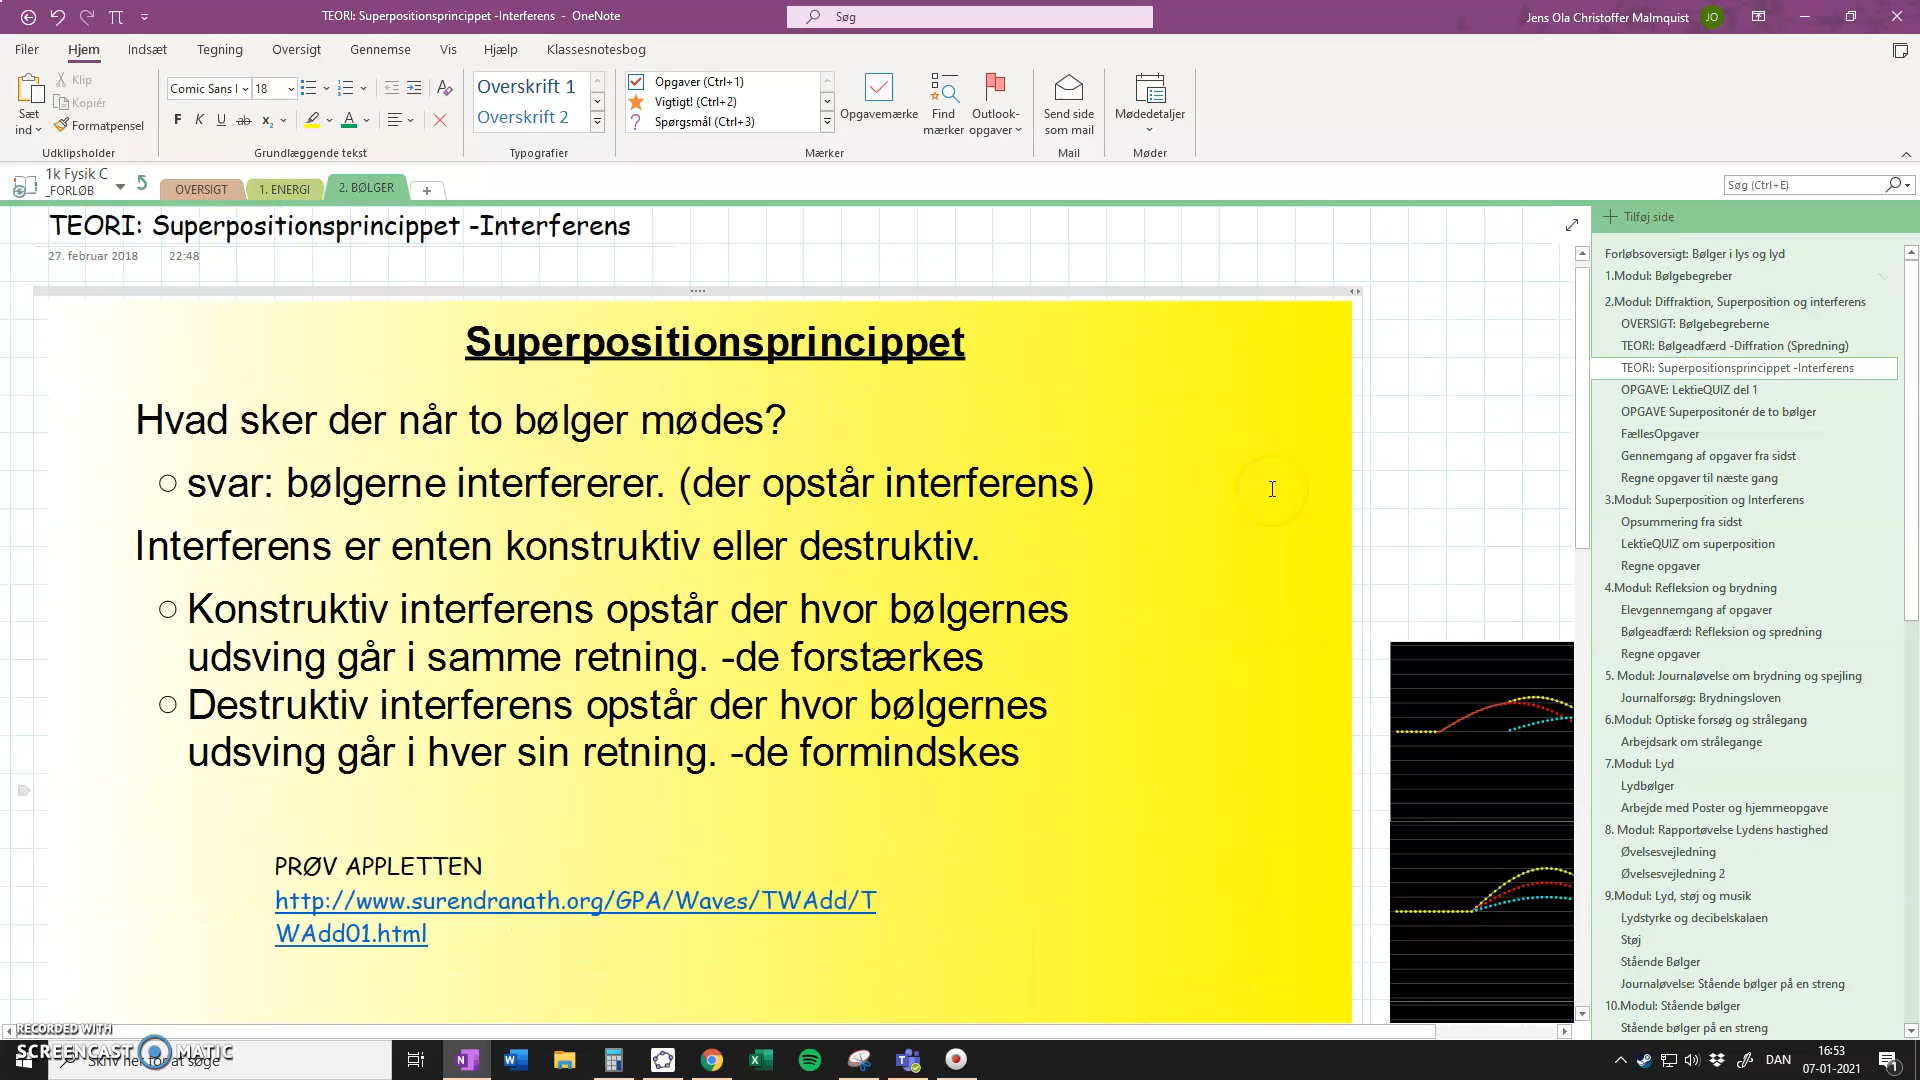 TEORI: Superpositionsprincippet -Interferens - OneNote
Søg
Jens Ola Christoffer Malmquist
JO
Filer
Hjem
Indsæt
Tegning
Oversigt
Gennemse
Vis
Hjælp
Klassesnotesbog
Sæt ind
Klip
Kopiér
Formatpensel
Udklipsholder
Comic Sans
18
F K U ab x₂
Grundlæggende tekst
Overskrift 1
Overskrift 2
Typografier
Opgaver (Ctrl+1)
Vigtigt! (Ctrl+2)
Spørgsmål (Ctrl+3)
Opgavemærke
Find mærker
Outlook-opgaver
Mærker
Send side som mail
Mail
Mødedetaljer
Møder
1k Fysik C
_FORLØB
OVERSIGT
1. ENERGI
2. BØLGER
Søg (Ctrl+E)
TEORI: Superpositionsprincippet -Interferens
27. februar 2018 22:48
Superpositionsprincippet
Hvad sker der når to bølger mødes?
svar: bølgerne interfererer. (der opstår interferens)
Interferens er enten konstruktiv eller destruktiv.
Konstruktiv interferens opstår der hvor bølgernes
udsving går i samme retning. -de forstærkes
Destruktiv interferens opstår der hvor bølgernes
udsving går i hver sin retning. -de formindskes
PRØV APPLETTEN
http://www.surendranath.org/GPA/Waves/TWAdd/T
WAdd01.html
Tilføj side
Forløbsoversigt: Bølger i lys og lyd
1.Modul: Bølgebegreber
2.Modul: Diffraktion, Superposition og interferens
OVERSIGT: Bølgebegreberne
TEORI: Bølgeadfærd -Diffration (Spredning)
TEORI: Superpositionsprincippet -Interferens
OPGAVE: LektieQUIZ del 1
OPGAVE Superpositonér de to bølger
FællesOpgaver
Gennemgang af opgaver fra sidst
Regne opgaver til næste gang
3.Modul: Superposition og Interferens
Opsummering fra sidst
LektieQUIZ om superposition
Regne opgaver
4.Modul: Refleksion og brydning
Elevgennemgang af opgaver
Bølgeadfærd: Refleksion og spredning
Regne opgaver
5. Modul: Journaløvelse om brydning og spejling
Journalforsøg: Brydningsloven
6.Modul: Optiske forsøg og strålegang
Arbejdsark om strålegange
7.Modul: Lyd
Lydbølger
Arbejde med Poster og hjemmeopgave
8. Modul: Rapportøvelse Lydens hastighed
Øvelsesvejledning
Øvelsesvejledning 2
9.Modul: Lyd, støj og musik
Lydstyrke og decibelskalaen
Støj
Stående Bølger
Journaløvelse: Stående bølger på en streng
10.Modul: Stående bølger
Stående bølger på en streng
RECORDED WITH
SCREENCAST MATIC
Skriv her for at søge
DAN
16:53
07-01-2021
1